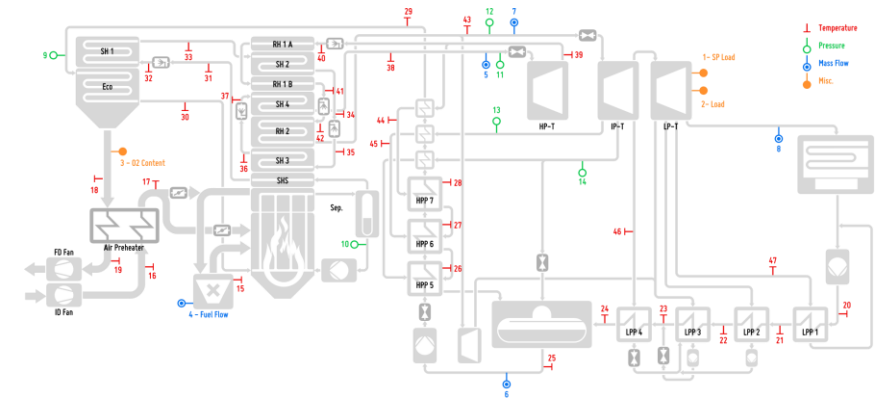 29
43
12
7
Temperature
Pressure
Mass Flow
Misc.
9
SH 1
33
32
31
Eco
30
RH 1 A
SH 2
RH 1 B
SH 4
RH 2
SH 3
SHS
40
41
34
42
35
37
36
38
5
11
39
1- SP Load
2- Load
HP-T
IP-T
LP-T
13
14
8
44
45
3 - O2 Content
18
17
Air Preheater
19
16
FD Fan
ID Fan
15
4 - Fuel Flow
Sep.
10
HPP 7
28
HPP 6
27
HPP 5
26
46
47
20
24
23
22
21
LPP 4
LPP 3
LPP 2
LPP 1
25
6